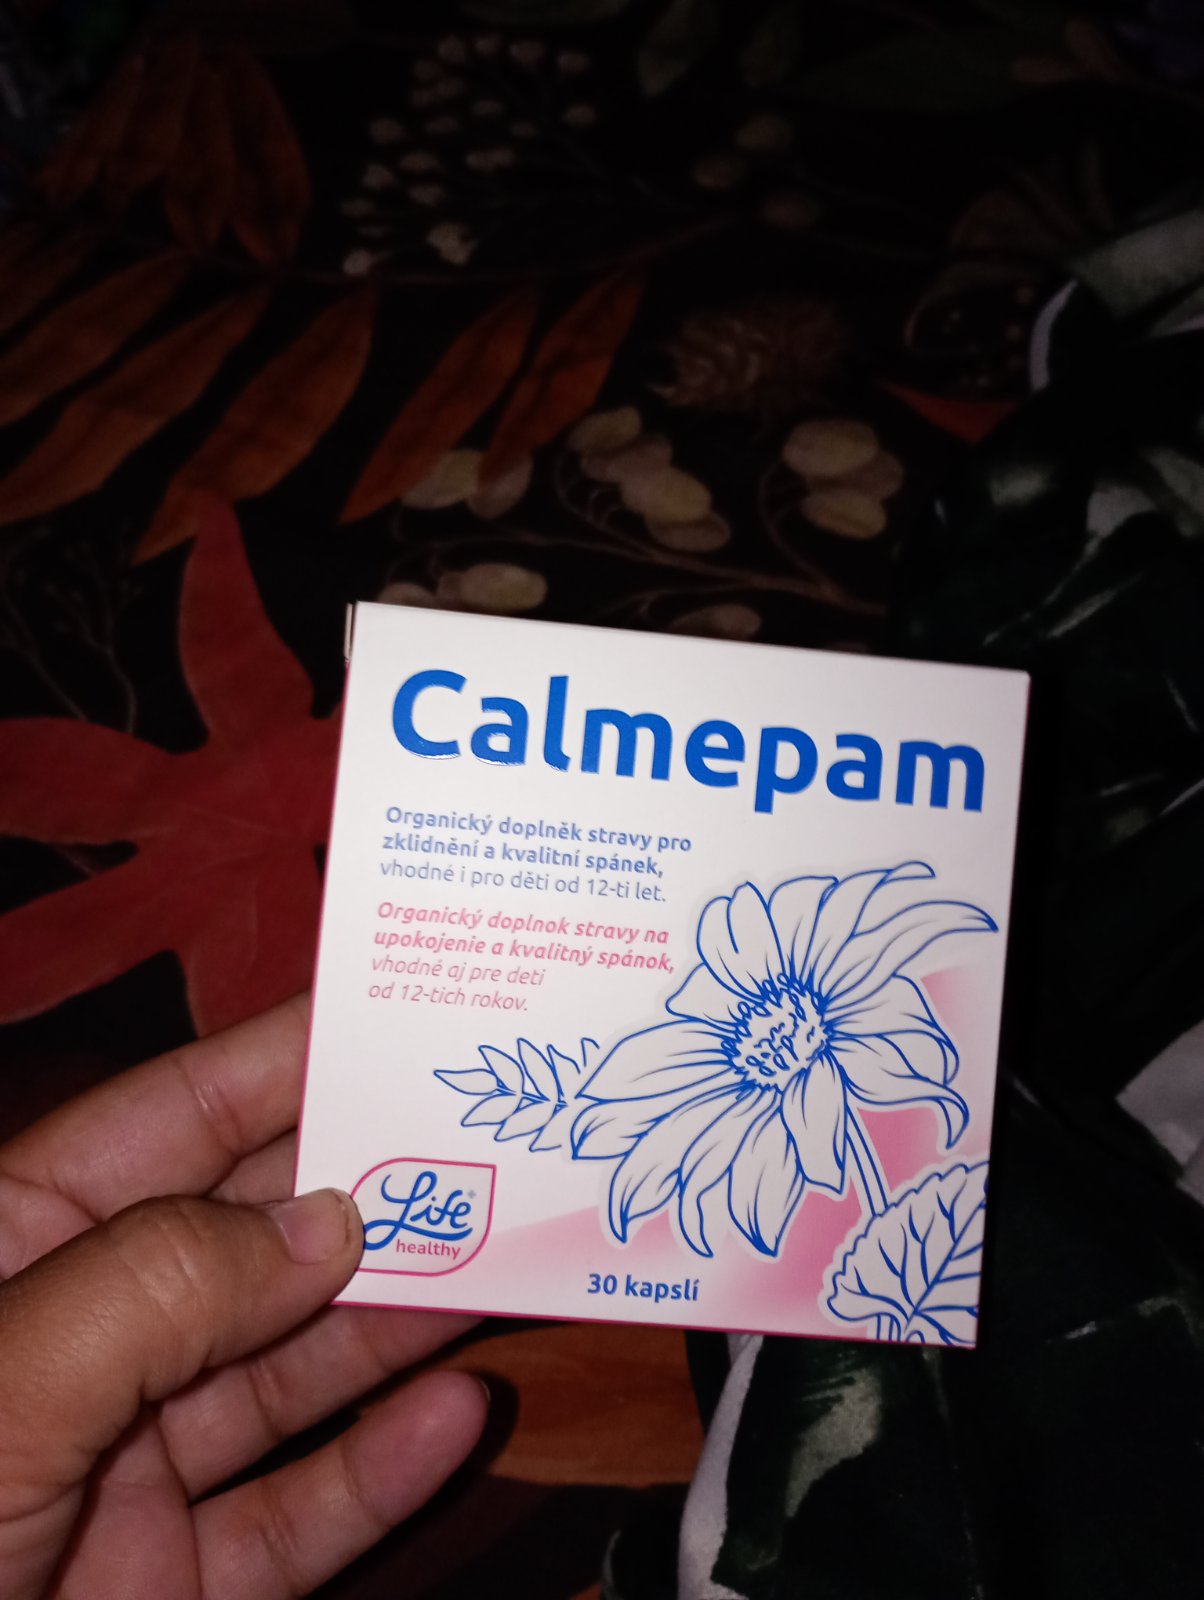 Calmepam
Organický doplněk stravy pro
zklidnění a kvalitní spánek,
vhodné i pro děti od 12-ti let.
Organický doplnok stravy na
upokojenie a kvalitný spánok,
vhodné aj pre deti
od 12-tich rokov.
Life
healthy
30 kapslí